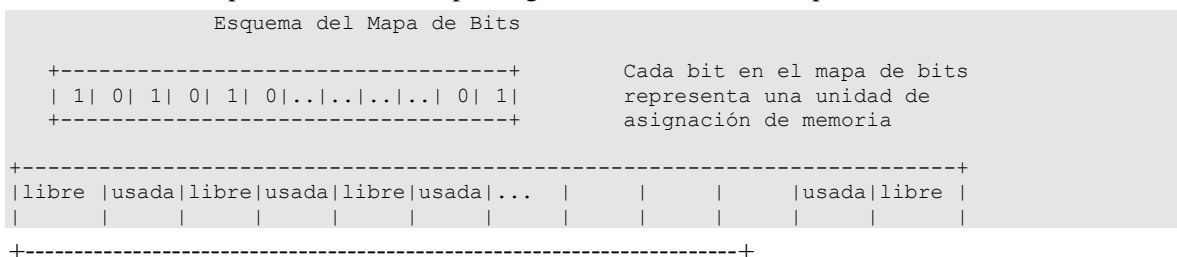 Esquema del Mapa de Bits
+-----------------------------------+ Cada bit en el mapa de bits
| 1| 0| 1| 0| 1| 0|..|..|..|..| 0| 1| representa una unidad de
+-----------------------------------+ asignación de memoria
+-------------------------------------------------------------------------+
|libre |usada|libre|usada|libre|usada|... | | | |usada|libre |
| | | | | | | | | | | | |
+--------------------------------------------------------------------------+